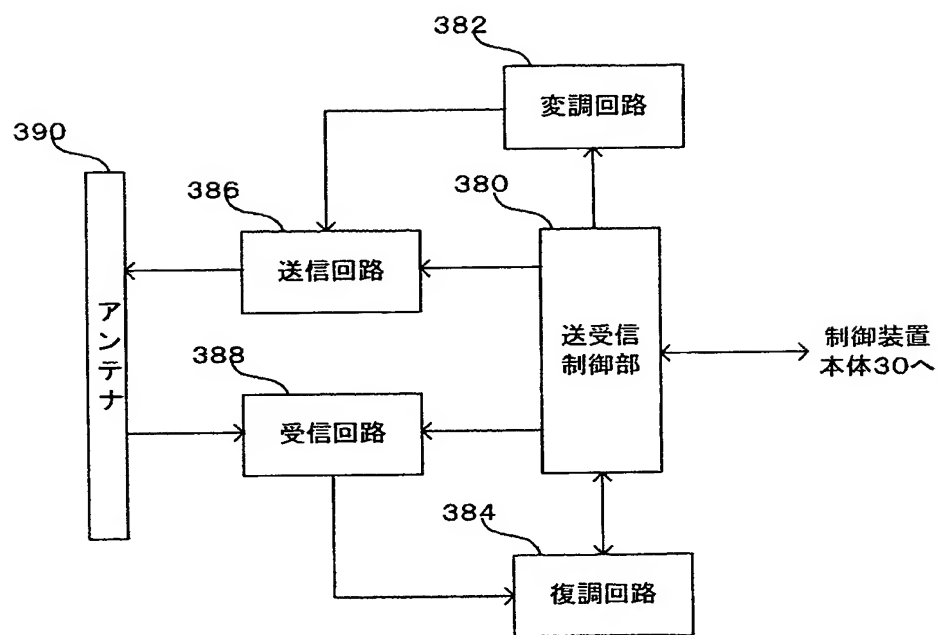 382
変調回路
390
386
380
送信回路
アンテナ
送受信
制御部
制御装置
本体30へ
388
受信回路
384
復調回路